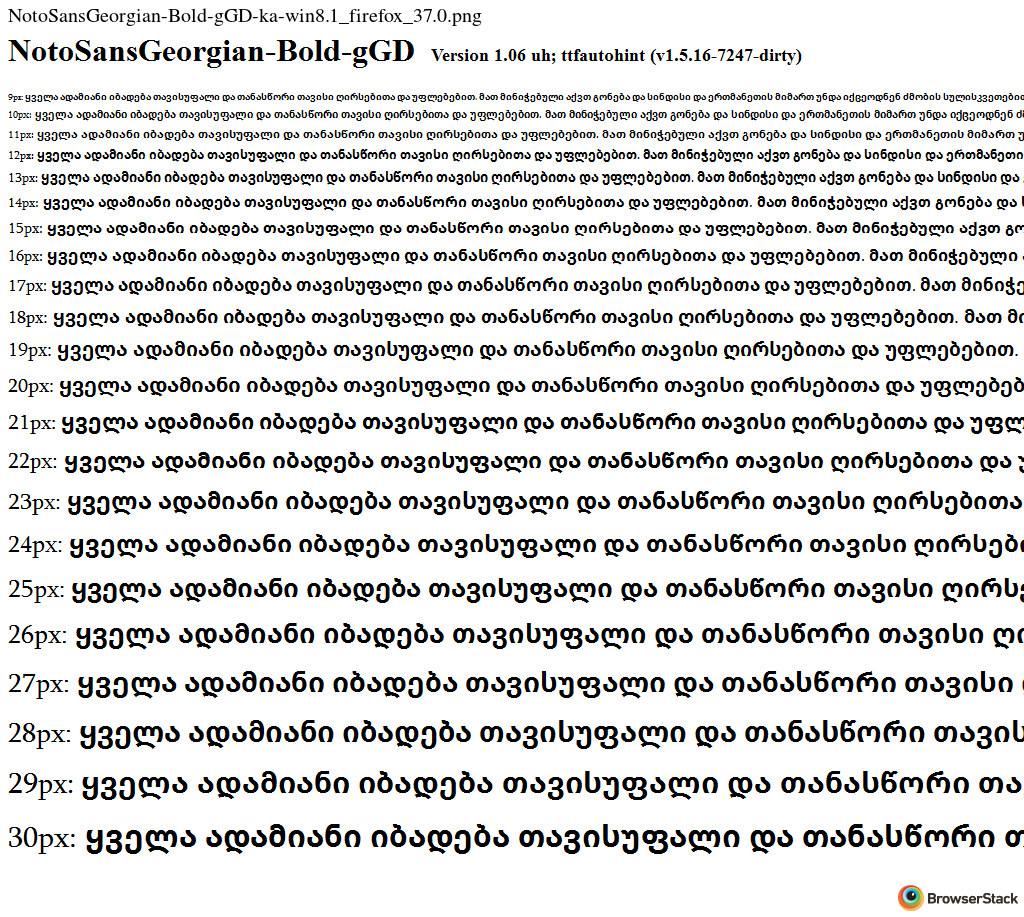 NotoSansGeorgian-Bold-gGD-ka-win8.1_firefox_37.0.png
NotoSansGeorgian-Bold-gGD Version 1.06 uh; ttfautohint (v1.5.16-7247-dirty)
9px: ყველა ადამიანი იბადება თავისუფალი და თანასწორი თავისი ღირსებითა და უფლებებით. მათ მინიჭებული აქვთ გონება და სინდისი და ერთმანეთის მიმართ უნდა იქცეოდნენ ძმობის სულისკვეთებით
10px: ყველა ადამიანი იბადება თავისუფალი და თანასწორი თავისი ღირსებითა და უფლებებით. მათ მინიჭებული აქვთ გონება და სინდისი და ერთმანეთის მიმართ უნდა იქცეოდნენ
11px: ყველა ადამიანი იბადება თავისუფალი და თანასწორი თავისი ღირსებითა და უფლებებით. მათ მინიჭებული აქვთ გონება და სინდისი და ერთმანეთის მიმართ
12px: ყველა ადამიანი იბადება თავისუფალი და თანასწორი თავისი ღირსებითა და უფლებებით. მათ მინიჭებული აქვთ გონება და სინდისი და ერთმანეთი
13px: ყველა ადამიანი იბადება თავისუფალი და თანასწორი თავისი ღირსებითა და უფლებებით. მათ მინიჭებული აქვთ გონება და სინდისი და
14px: ყველა ადამიანი იბადება თავისუფალი და თანასწორი თავისი ღირსებითა და უფლებებით. მათ მინიჭებული აქვთ გონება და
15px: ყველა ადამიანი იბადება თავისუფალი და თანასწორი თავისი ღირსებითა და უფლებებით. მათ მინიჭებული აქვთ გო
16px: ყველა ადამიანი იბადება თავისუფალი და თანასწორი თავისი ღირსებითა და უფლებებით. მათ მინიჭებული
17px: ყველა ადამიანი იბადება თავისუფალი და თანასწორი თავისი ღირსებითა და უფლებებით. მათ მინიჭე
18px: ყველა ადამიანი იბადება თავისუფალი და თანასწორი თავისი ღირსებითა და უფლებებით. მათ მი
19px: ყველა ადამიანი იბადება თავისუფალი და თანასწორი თავისი ღირსებითა და უფლებებით.
20px: ყველა ადამიანი იბადება თავისუფალი და თანასწორი თავისი ღირსებითა და უფლებებ
21px: ყველა ადამიანი იბადება თავისუფალი და თანასწორი თავისი ღირსებითა და უფლ
22px: ყველა ადამიანი იბადება თავისუფალი და თანასწორი თავისი ღირსებითა და
23px: ყველა ადამიანი იბადება თავისუფალი და თანასწორი თავისი ღირსებითა
24px: ყველა ადამიანი იბადება თავისუფალი და თანასწორი თავისი ღირსები
25px: ყველა ადამიანი იბადება თავისუფალი და თანასწორი თავისი ღირსე
26px: ყველა ადამიანი იბადება თავისუფალი და თანასწორი თავისი ღი
27px: ყველა ადამიანი იბადება თავისუფალი და თანასწორი თავისი
28px: ყველა ადამიანი იბადება თავისუფალი და თანასწორი თავის
29px: ყველა ადამიანი იბადება თავისუფალი და თანასწორი თა
30px: ყველა ადამიანი იბადება თავისუფალი და თანასწორი თ
BrowserStack